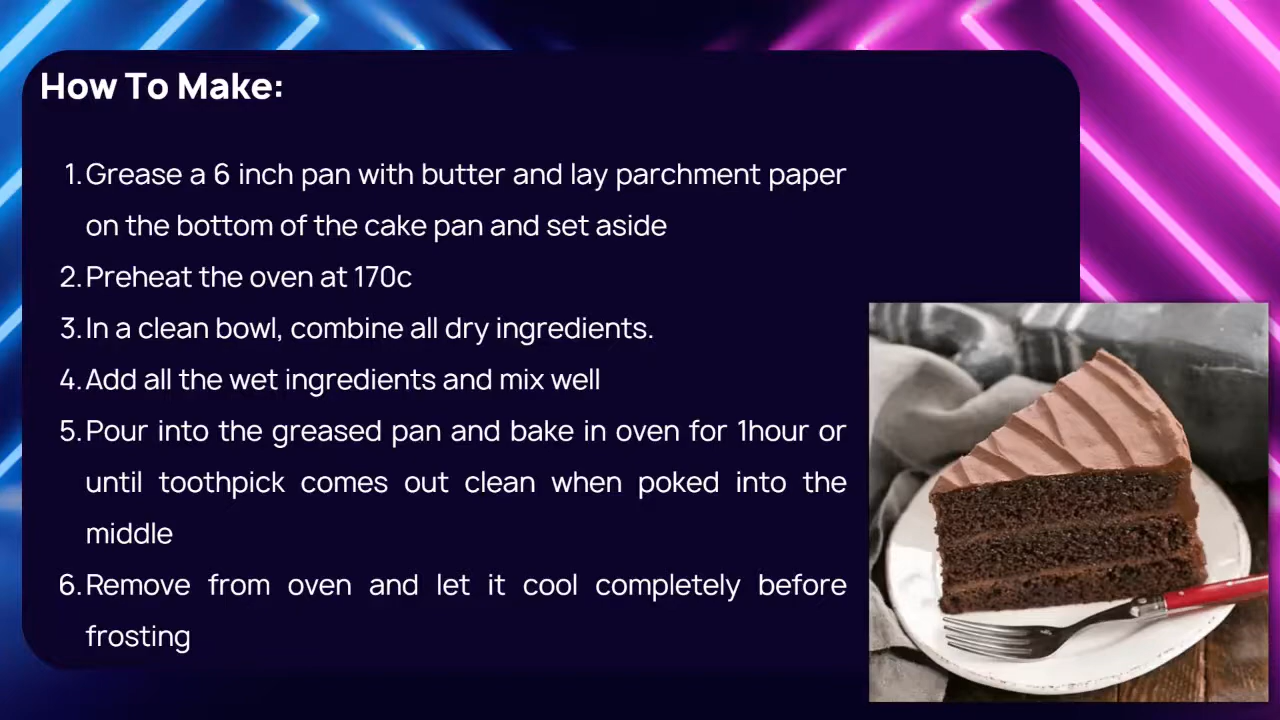 How To Make:
1. Grease a 6 inch pan with butter and lay parchment paper
on the bottom of the cake pan and set aside
2. Preheat the oven at 170c
3. In a clean bowl, combine all dry ingredients.
4. Add all the wet ingredients and mix well
5. Pour into the greased pan and bake in oven for 1hour or
until toothpick comes out clean when poked into the
middle
6. Remove from oven and let it cool completely before
frosting